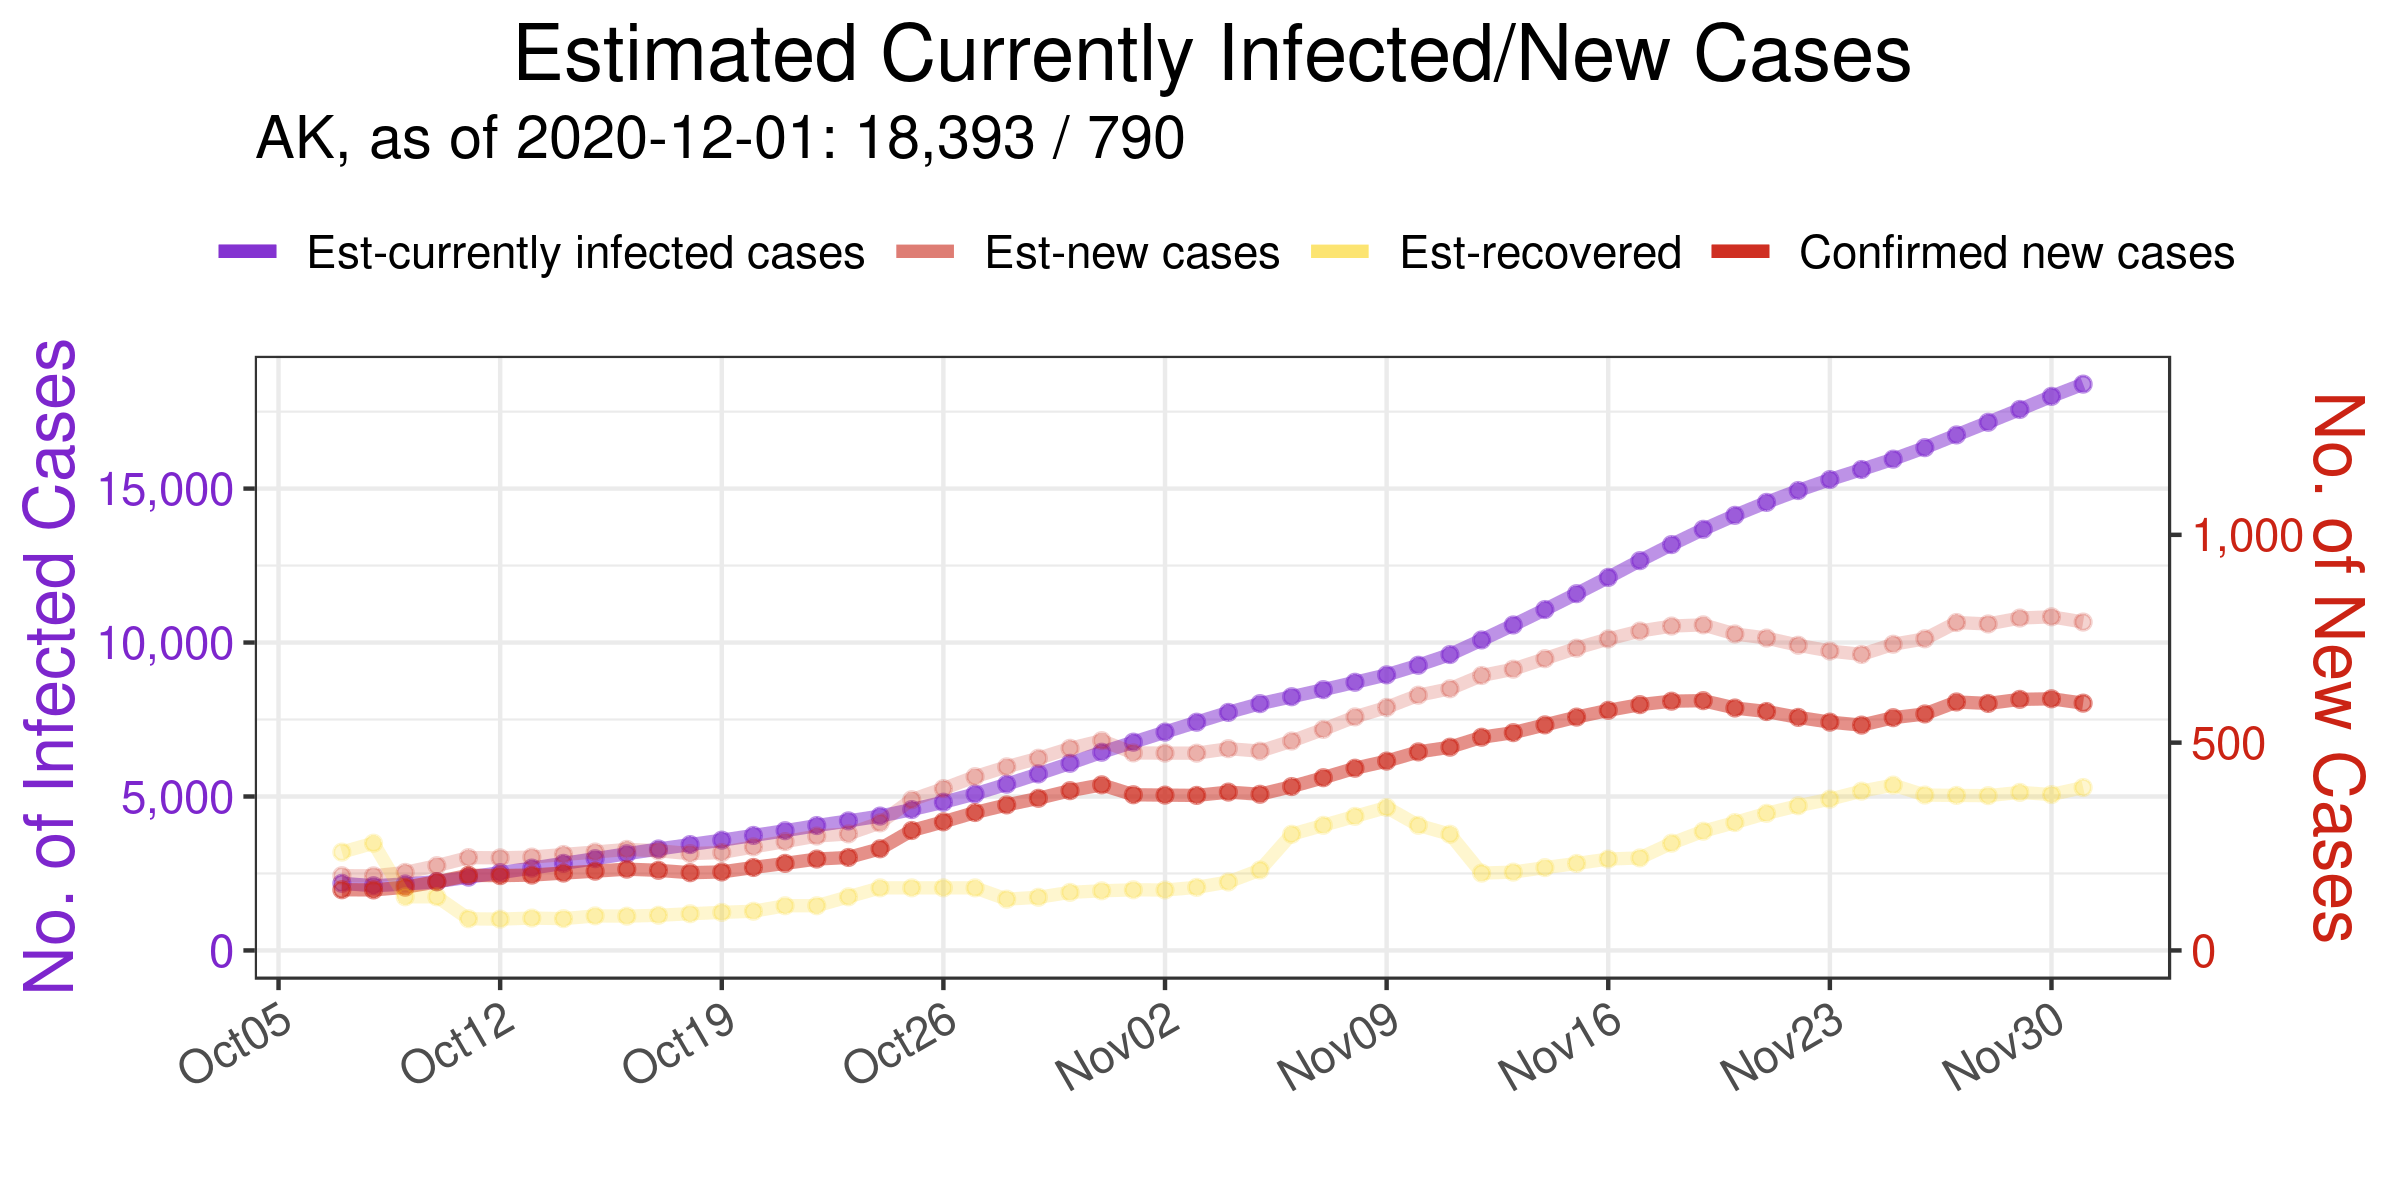 Estimated Currently Infected/New Cases
AK, as of 2020-12-01: 18,393 / 790
Est-currently infected cases Est-new cases Est-recovered Confirmed new cases
No. of Infected Cases
15,000
10,000
5,000
0
No. of New Cases
1,000
500
0
Oct05 Oct12 Oct19 Oct26 Nov02 Nov09 Nov16 Nov23 Nov30